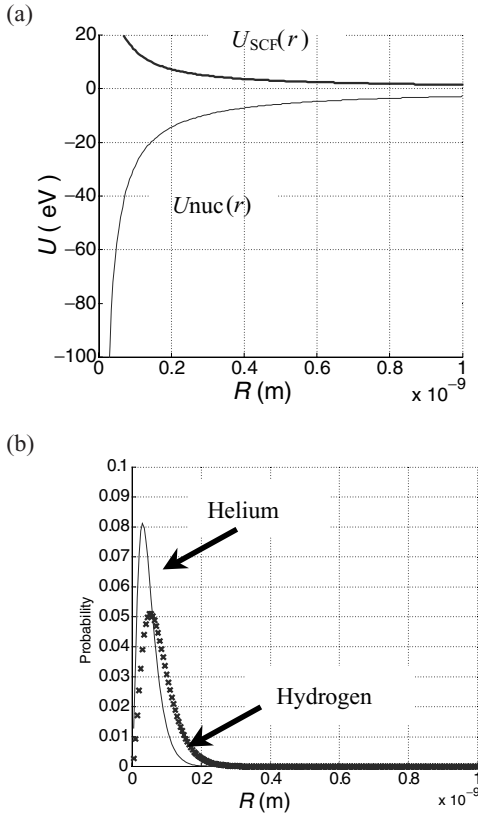 (a)
20
0
−20
−40
−60
−80
−100
U ( eV)
U_SCF(r)
Unuc(r)
0 0.2 0.4 0.6 0.8 1
R (m)
x 10⁻⁹
(b)
0.1
0.09
0.08
0.07
0.06
0.05
0.04
0.03
0.02
0.01
0
Probability
Helium
Hydrogen
0 0.2 0.4 0.6 0.8 1
R (m)
x 10⁻⁹